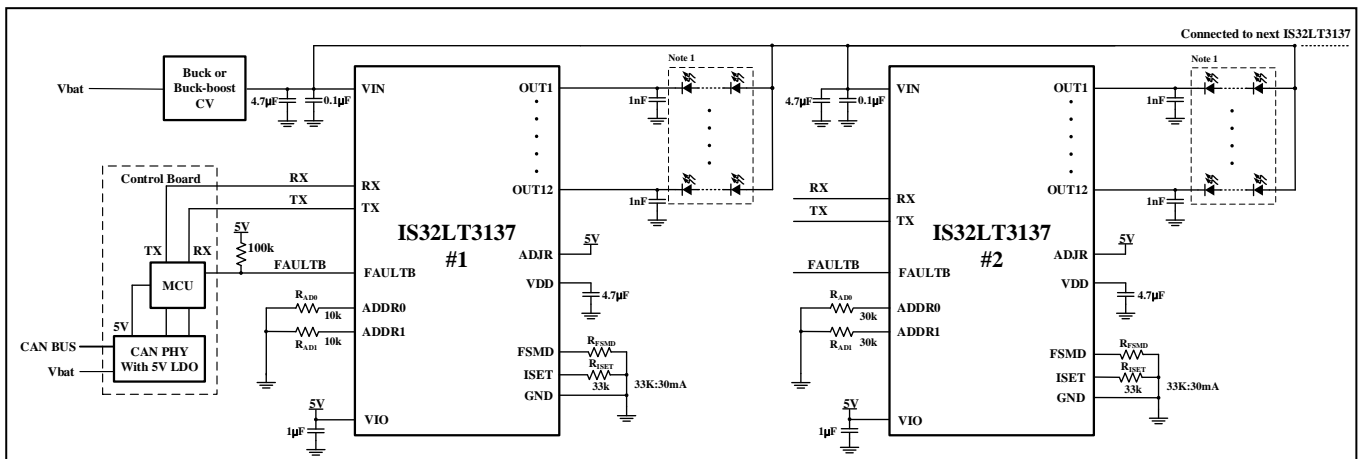 Connected to next IS32LT3137
Note 1
Note 1
Buck or
Buck-boost
CV
Vbat
4.7µF
0.1µF
VIN
OUT1
1nF
4.7µF
0.1µF
VIN
OUT1
1nF
Control Board
RX
RX
TX
TX
OUT12
1nF
RX
RX
TX
TX
OUT12
1nF
5V
100k
TX
RX
MCU
FAULTB
FAULTB
IS32LT3137
#1
ADJR
5V
VDD
4.7µF
FAULTB
FAULTB
IS32LT3137
#2
ADJR
5V
VDD
4.7µF
RAD0
10k
ADDR0
RAD1
10k
ADDR1
RAD0
30k
ADDR0
RAD1
30k
ADDR1
5V
CAN BUS
Vbat
CAN PHY
With 5V LDO
FSMD
RFSMD
ISET
RISET
33k
GND
33K:30mA
FSMD
RFSMD
ISET
RISET
33k
GND
33K:30mA
5V
1µF
VIO
5V
1µF
VIO